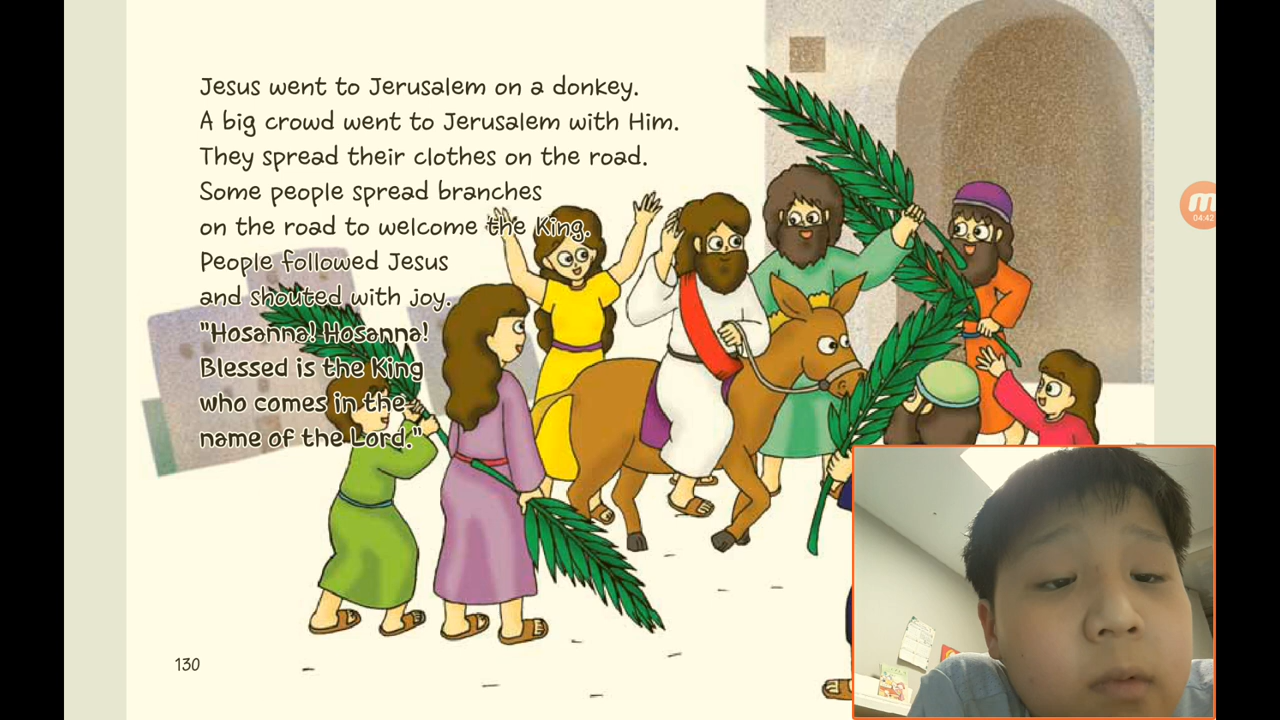 Jesus went to Jerusalem on a donkey.
A big crowd went to Jerusalem with Him.
They spread their clothes on the road.
Some people spread branches
on the road to welcome the King.
People followed Jesus
and shouted with joy.
"Hosanna! Hosanna!
Blessed is the King
who comes in the
name of the Lord."
130
04:42